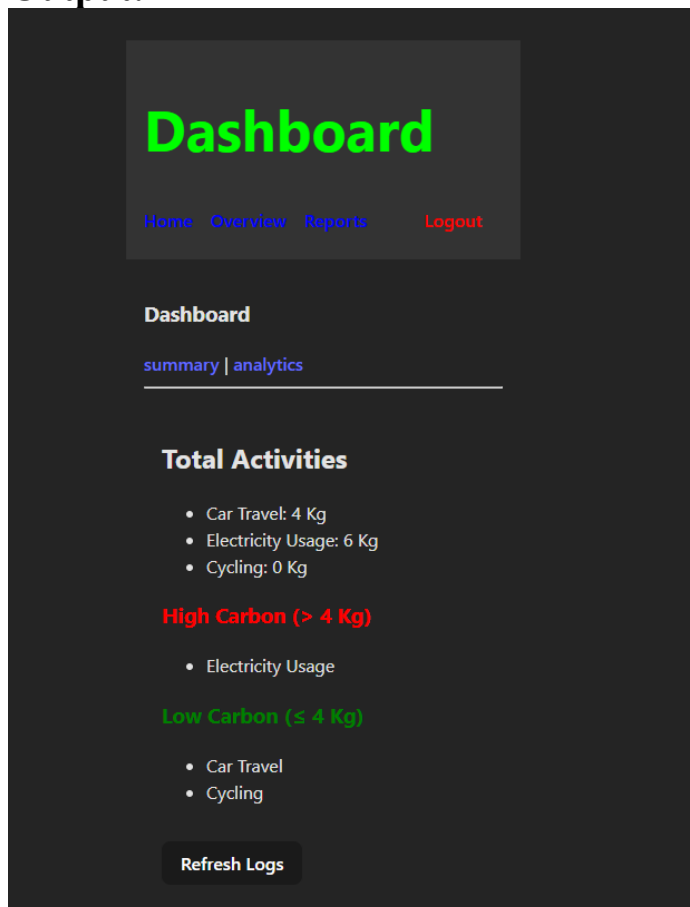 Dashboard
Home Overview Reports Logout
Dashboard
summary | analytics
Total Activities
• Car Travel: 4 Kg
• Electricity Usage: 6 Kg
• Cycling: 0 Kg
High Carbon (> 4 Kg)
• Electricity Usage
Low Carbon (≤ 4 Kg)
• Car Travel
• Cycling
Refresh Logs